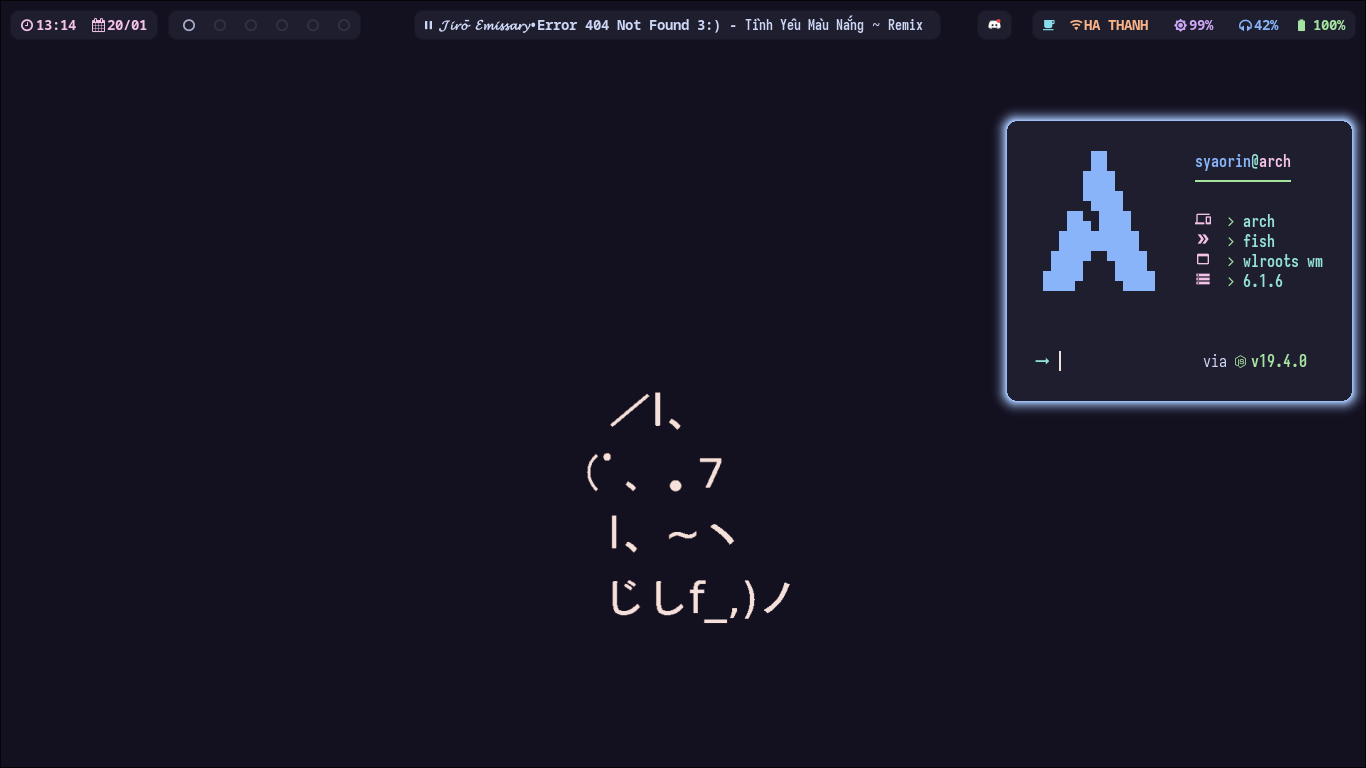 13:14 20/01
𝓙𝓲𝓻ō 𝓔𝓶𝓲𝓼𝓼𝓪𝓻𝔂•Error 404 Not Found 3:) - Tình Yêu Màu Nắng ~ Remix
HA THANH 99% 42% 100%
syaorin@arch
> arch
> fish
> wlroots wm
> 6.1.6
→ via v19.4.0
／l、
(ﾟ､ 。７
l、 ~ヽ
じしf_,)ノ